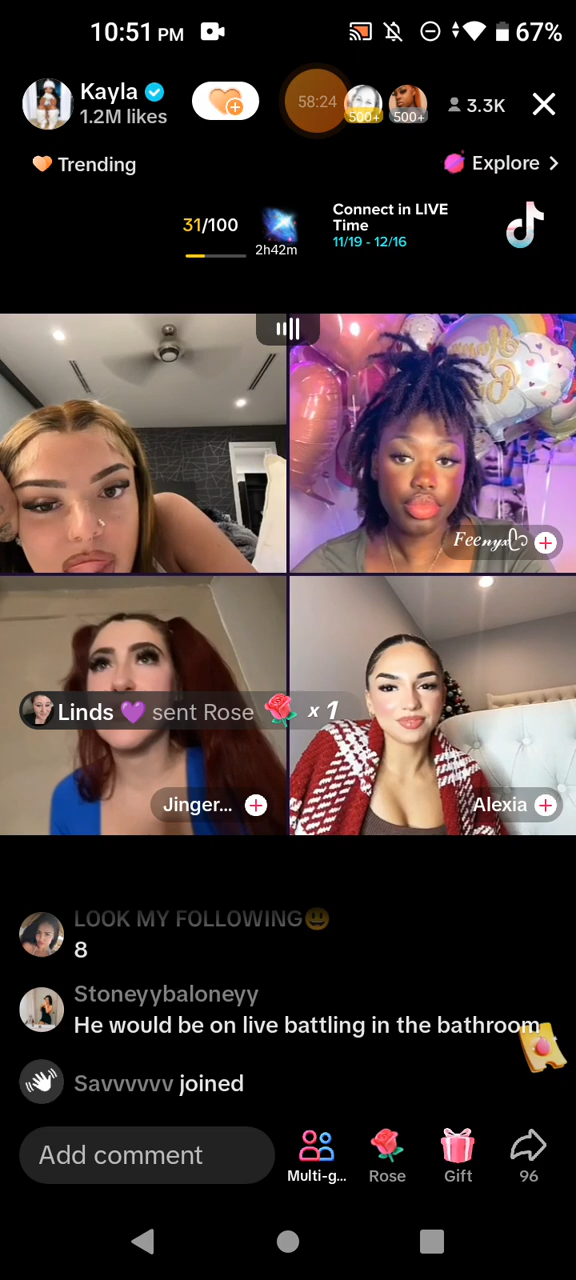 10:51 PM
67%
Kayla
1.2M likes
58:24
500+
500+
3.3K
Trending
Explore
31/100
2h42m
Connect in LIVE
Time
11/19 - 12/16
Feenyx
Linds 💜 sent Rose x 1
Jinger...
Alexia
LOOK MY FOLLOWING😃
8
Stoneyybaloneyy
He would be on live battling in the bathroom
Savvvvvv joined
Add comment
Multi-g...
Rose
Gift
96